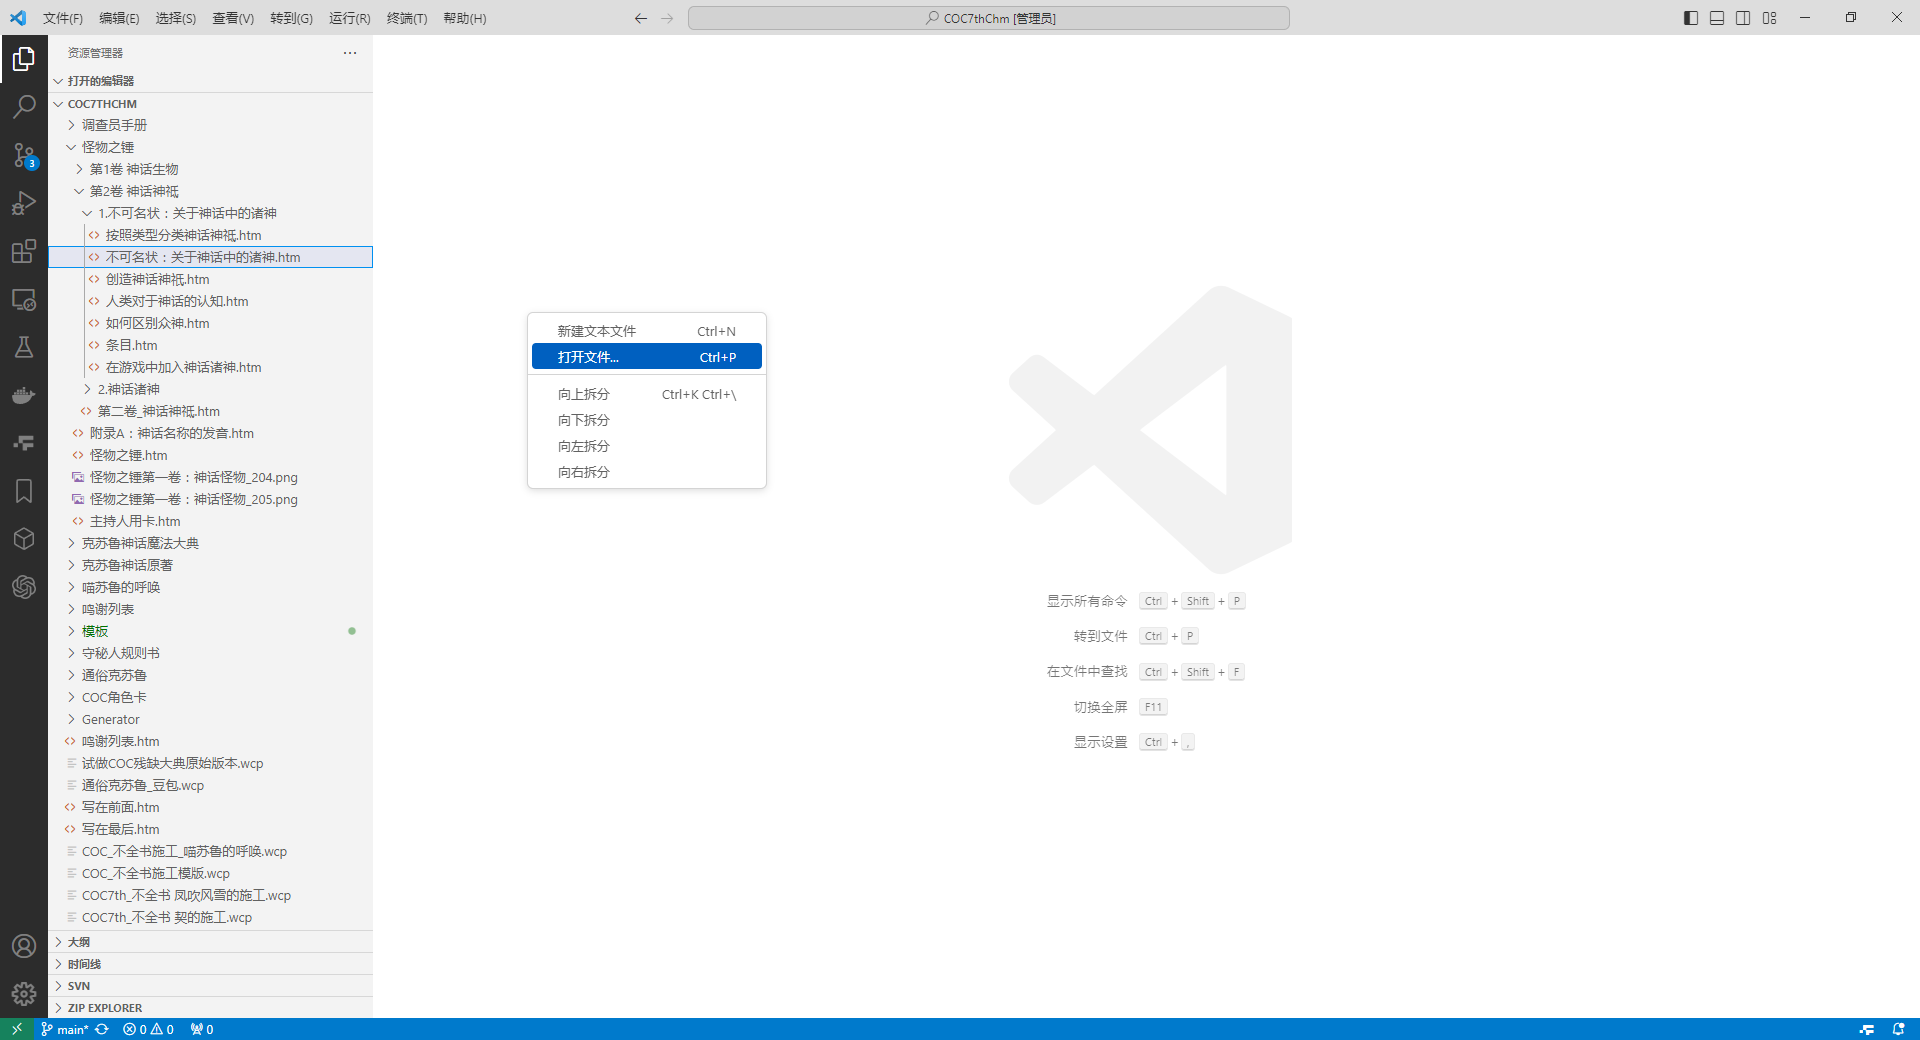 文件(F) 编辑(E) 选择(S) 查看(V) 转到(G) 运行(R) 终端(T) 帮助(H)
COC7thChm [管理员]
资源管理器
打开的编辑器
COC7THCHM
调查员手册
怪物之锤
第1卷 神话生物
第2卷 神话神祇
1.不可名状：关于神话中的诸神
按照类型分类神话神祇.htm
不可名状：关于神话中的诸神.htm
创造神话神祇.htm
人类对于神话的认知.htm
如何区别众神.htm
条目.htm
在游戏中加入神话诸神.htm
2.神话诸神
第二卷_神话神祇.htm
附录A：神话名称的发音.htm
怪物之锤.htm
怪物之锤第一卷：神话怪物_204.png
怪物之锤第一卷：神话怪物_205.png
主持人用卡.htm
克苏鲁神话魔法大典
克苏鲁神话原著
喵苏鲁的呼唤
鸣谢列表
模板
守秘人规则书
通俗克苏鲁
COC角色卡
Generator
鸣谢列表.htm
试做COC残缺大典原始版本.wcp
通俗克苏鲁_豆包.wcp
写在前面.htm
写在最后.htm
COC_不全书施工_喵苏鲁的呼唤.wcp
COC_不全书施工模版.wcp
COC7th_不全书 凤吹风雪的施工.wcp
COC7th_不全书 契的施工.wcp
大纲
时间线
SVN
ZIP EXPLORER
3
新建文本文件 Ctrl+N
打开文件... Ctrl+P
向上拆分 Ctrl+K Ctrl+\
向下拆分
向左拆分
向右拆分
显示所有命令 Ctrl + Shift + P
转到文件 Ctrl + P
在文件中查找 Ctrl + Shift + F
切换全屏 F11
显示设置 Ctrl + ,
main* 0 0 0